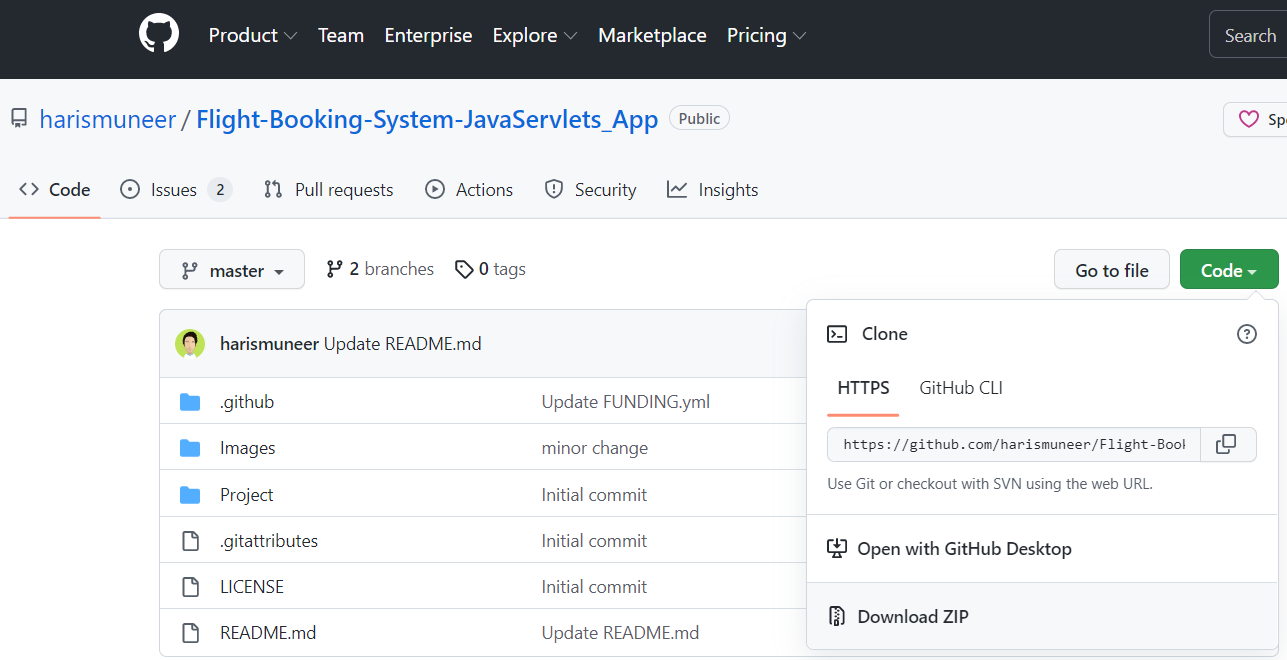 Product Team Enterprise Explore Marketplace Pricing Search
harismuneer / Flight-Booking-System-JavaServlets_App Public Spo
Code Issues 2 Pull requests Actions Security Insights
master 2 branches 0 tags Go to file Code
harismuneer Update README.md
.github Update FUNDING.yml
Images minor change
Project Initial commit
.gitattributes Initial commit
LICENSE Initial commit
README.md Update README.md
Clone
HTTPS GitHub CLI
https://github.com/harismuneer/Flight-Book
Use Git or checkout with SVN using the web URL.
Open with GitHub Desktop
Download ZIP